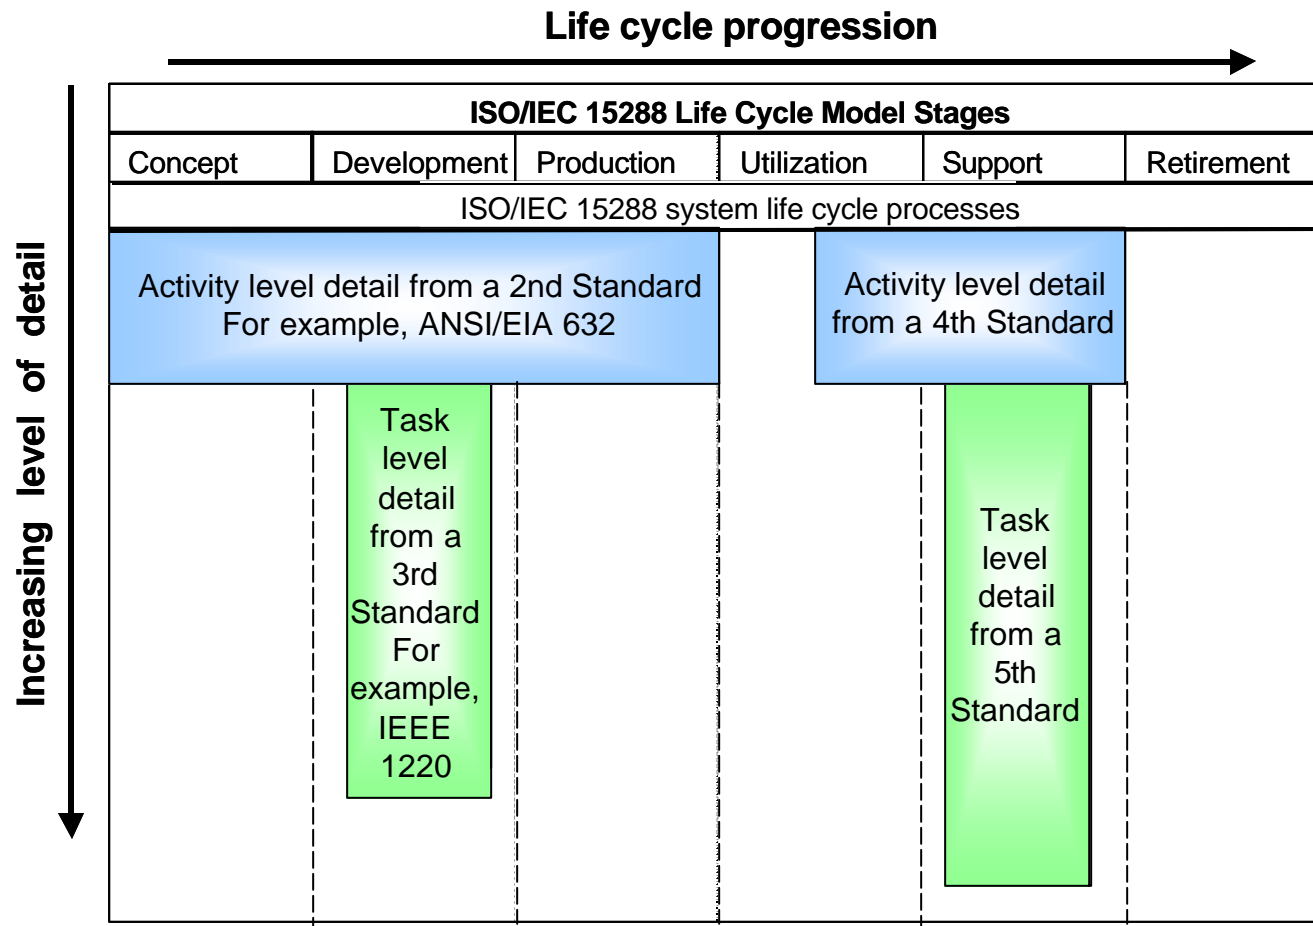 Life cycle progression
ISO/IEC 15288 Life Cycle Model Stages
Concept
Development
Production
Utilization
Support
Retirement
ISO/IEC 15288 system life cycle processes
Increasing level of detail
Activity level detail from a 2nd Standard
For example, ANSI/EIA 632
Activity level detail
from a 4th Standard
Task
level
detail
from a
3rd
Standard
For
example,
IEEE
1220
Task
level
detail
from a
5th
Standard